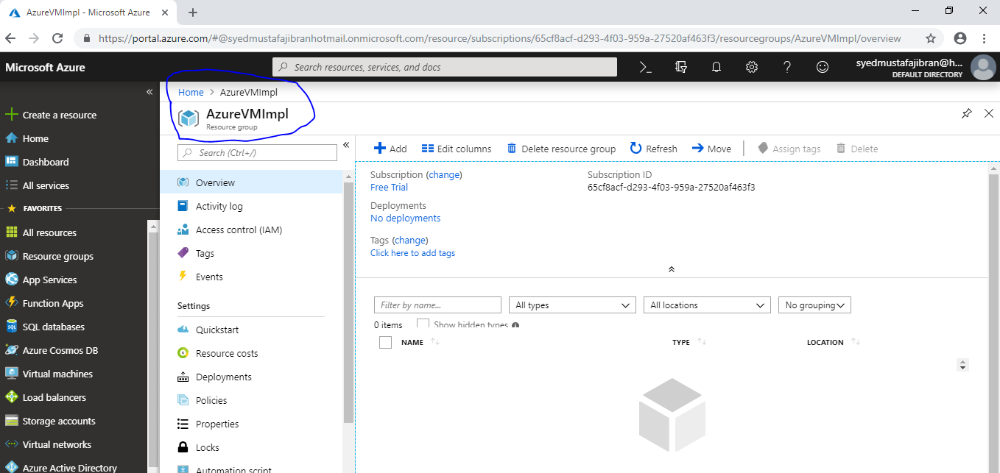 AzureVMImpl - Microsoft Azure
https://portal.azure.com/#@syedmustafajibranhotmail.onmicrosoft.com/resource/subscriptions/65cf8acf-d293-4f03-959a-27520af463f3/resourcegroups/AzureVMImpl/overview
Microsoft Azure
Search resources, services, and docs
syedmustafajibran@h...
DEFAULT DIRECTORY
Create a resource
Home
Dashboard
All services
FAVORITES
All resources
Resource groups
App Services
Function Apps
SQL databases
Azure Cosmos DB
Virtual machines
Load balancers
Storage accounts
Virtual networks
Azure Active Directory
Home > AzureVMImpl
AzureVMImpl
Resource group
Search (Ctrl+/)
Overview
Activity log
Access control (IAM)
Tags
Events
Settings
Quickstart
Resource costs
Deployments
Policies
Properties
Locks
Automation script
Add Edit columns Delete resource group Refresh Move Assign tags Delete
Subscription (change)
Free Trial
Subscription ID
65cf8acf-d293-4f03-959a-27520af463f3
Deployments
No deployments
Tags (change)
Click here to add tags
Filter by name... All types All locations No grouping
0 items Show hidden types
NAME TYPE LOCATION